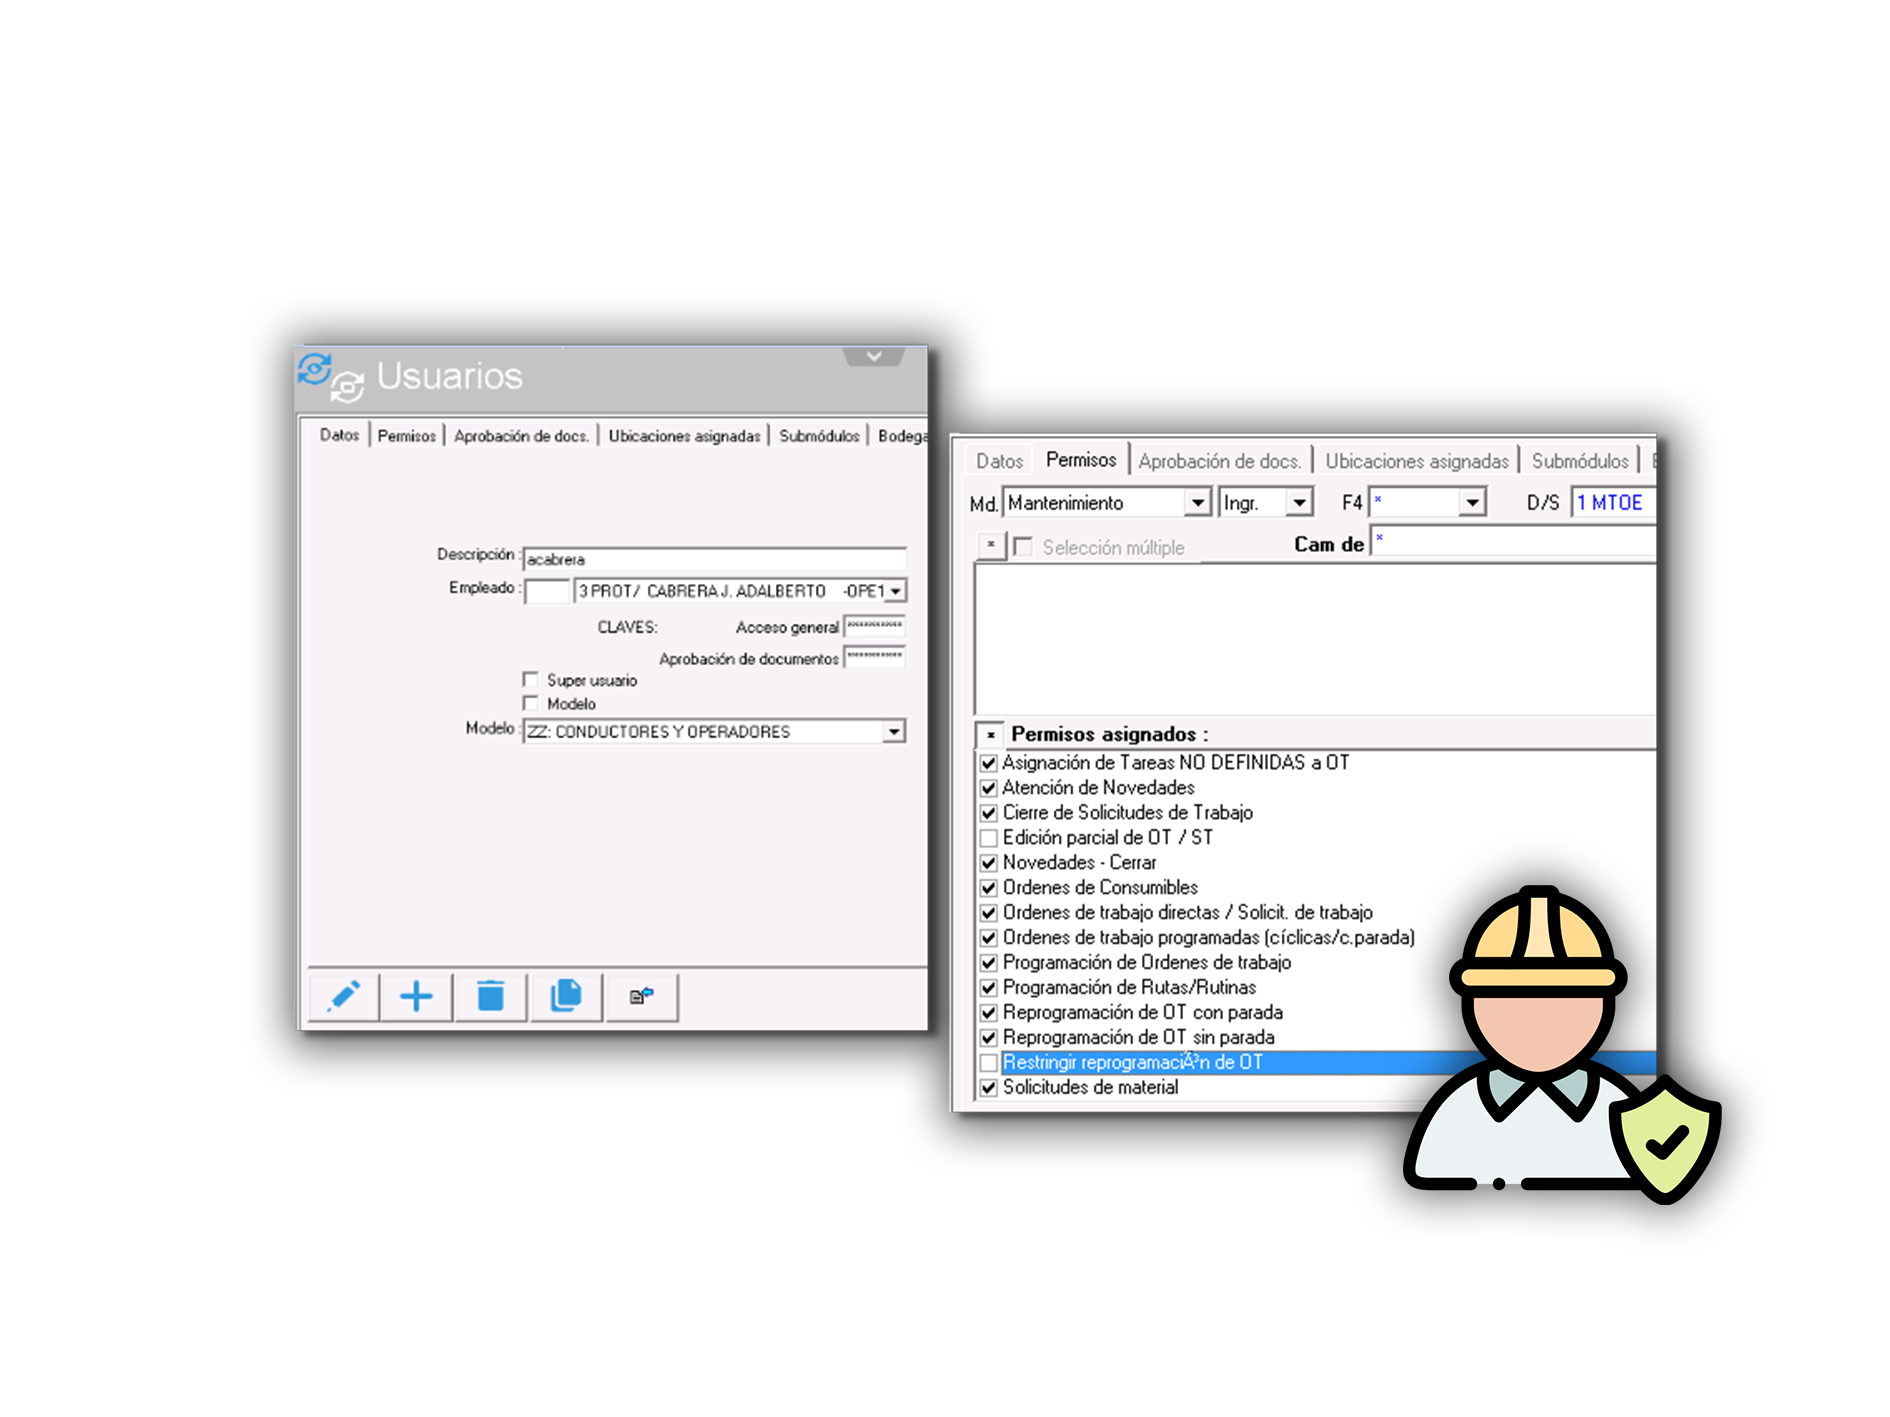 Usuarios
Datos Permisos Aprobación de docs. Ubicaciones asignadas Submódulos Bodega
Descripción : acabrera
Empleado : 3 PROT/ CABRERA J. ADALBERTO -OPE1
CLAVES: Acceso general ************
Aprobación de documentos ************
Super usuario
Modelo
Modelo : ZZ: CONDUCTORES Y OPERADORES
Datos Permisos Aprobación de docs. Ubicaciones asignadas Submódulos
Md. Mantenimiento Ingr. F4 * D/S 1 MTOE
* Selección múltiple Cam de *
* Permisos asignados :
Asignación de Tareas NO DEFINIDAS a OT
Atención de Novedades
Cierre de Solicitudes de Trabajo
Edición parcial de OT / ST
Novedades - Cerrar
Ordenes de Consumibles
Ordenes de trabajo directas / Solicit. de trabajo
Ordenes de trabajo programadas (cíclicas/c.parada)
Programación de Ordenes de trabajo
Programación de Rutas/Rutinas
Reprogramación de OT con parada
Reprogramación de OT sin parada
Restringir reprogramaciÃ³n de OT
Solicitudes de material